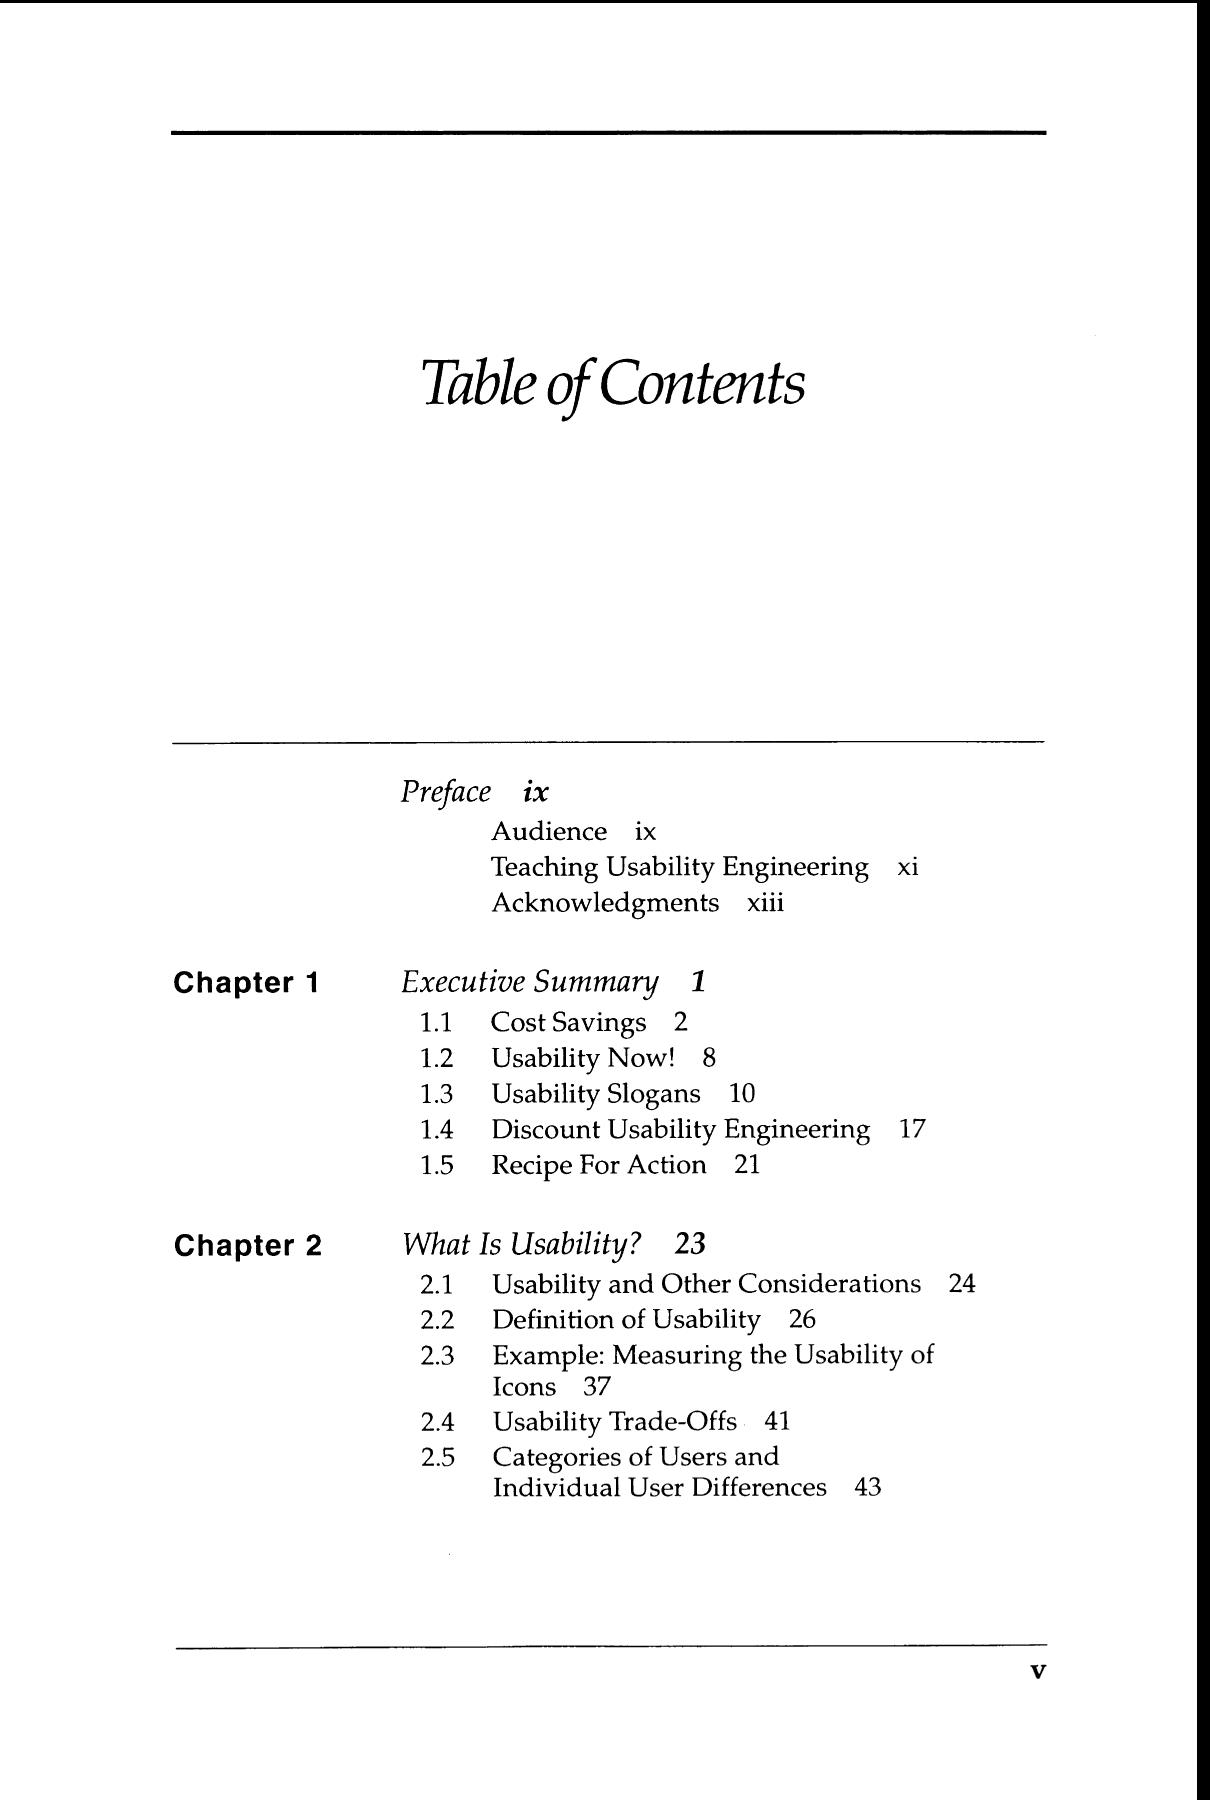 Table of Contents
Preface ix
Audience ix
Teaching Usability Engineering xi
Acknowledgments xiii
Chapter 1 Executive Summary 1
1.1 Cost Savings 2
1.2 Usability Now! 8
1.3 Usability Slogans 10
1.4 Discount Usability Engineering 17
1.5 Recipe For Action 21
Chapter 2 What Is Usability? 23
2.1 Usability and Other Considerations 24
2.2 Definition of Usability 26
2.3 Example: Measuring the Usability of
Icons 37
2.4 Usability Trade-Offs 41
2.5 Categories of Users and
Individual User Differences 43
v